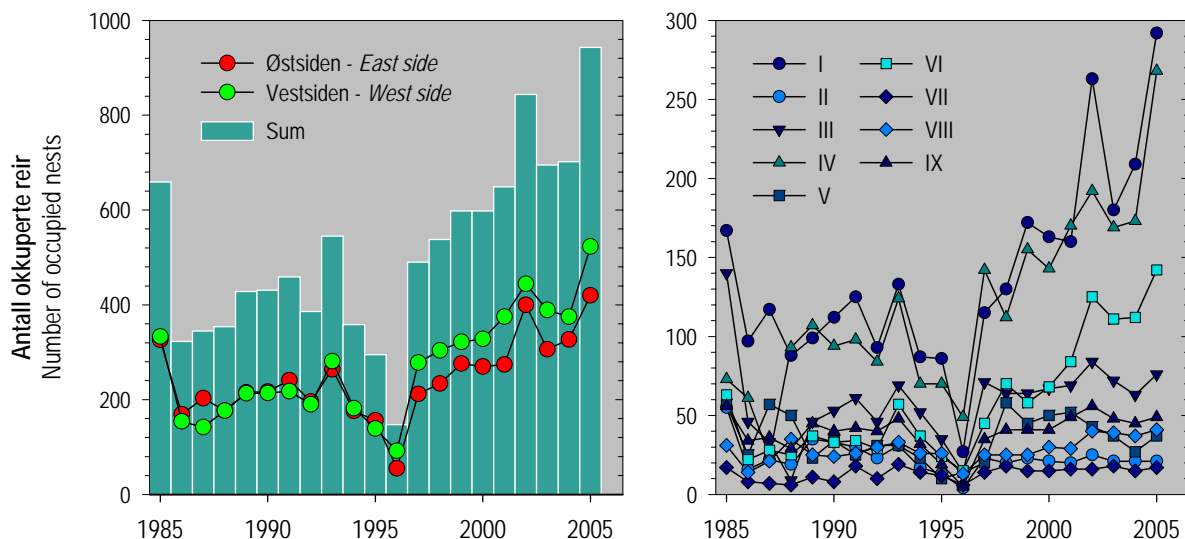 Antall okkuperte reir
Number of occupied nests
1000
800
600
400
200
0
1985
1990
1995
2000
2005
Østsiden - East side
Vestsiden - West side
Sum
300
250
200
150
100
50
0
1985
1990
1995
2000
2005
I
II
III
IV
V
VI
VII
VIII
IX